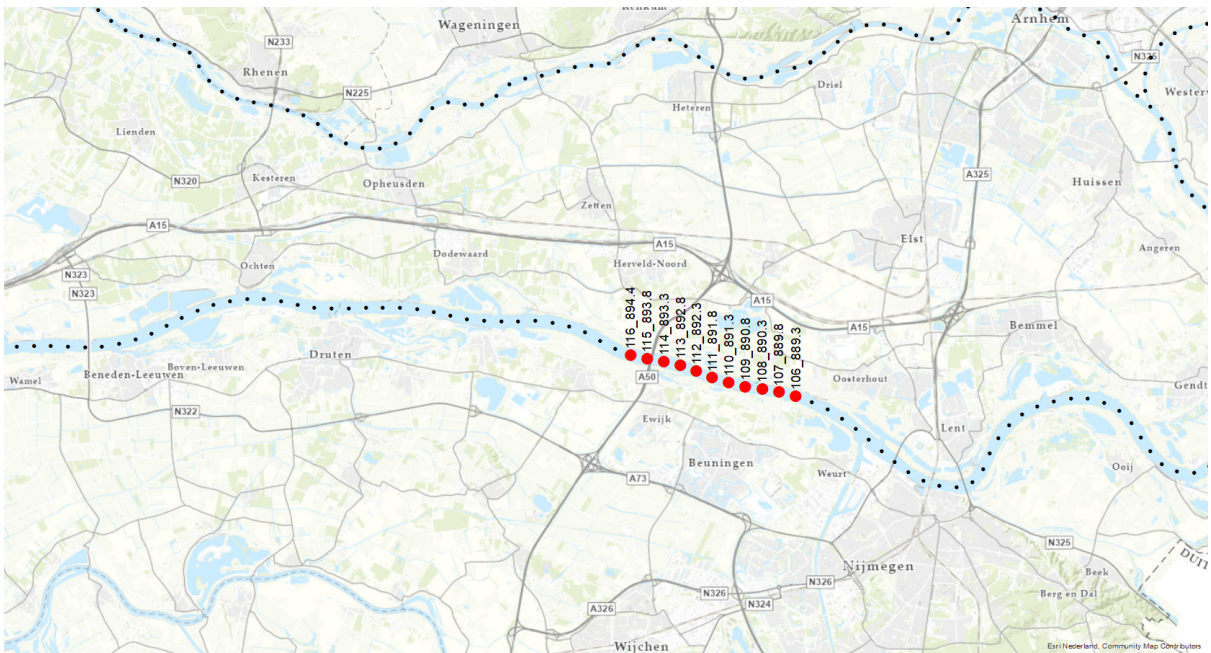 Renkum
Wageningen
Arnhem
N233
N325
Rhenen
Driel
N225
Westerv
Heteren
Lienden
A325
Kesteren
N320
Opheusden
Huissen
Zetten
A15
Elst
A15
Angeren
Dodewaard
Herveld-Noord
Ochten
N323
N323
A15
A15
Bemmel
116_894.4
115_893.8
114_893.3
113_892.8
112_892.3
111_891.8
110_891.3
109_890.8
108_890.3
107_889.8
106_889.3
Druten
Boven-Leeuwen
Beneden-Leeuwen
Wamel
A50
Oosterhout
Gendt
N322
Ewijk
Lent
Beuningen
Weurt
Ooij
A73
N325
DUIT
Nijmegen
Beek
N326
N326
Berg en Dal
A326
N324
Wijchen
Esri Nederland, Community Map Contributors